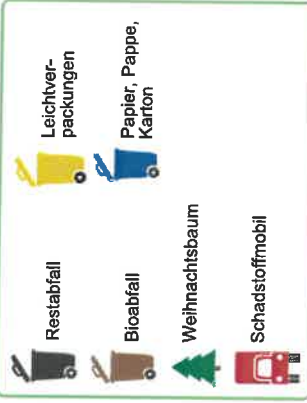 Restabfall
Bioabfall
Weihnachtsbaum
Schadstoffmobil
Leichtver-
packungen
Papier, Pappe,
Karton